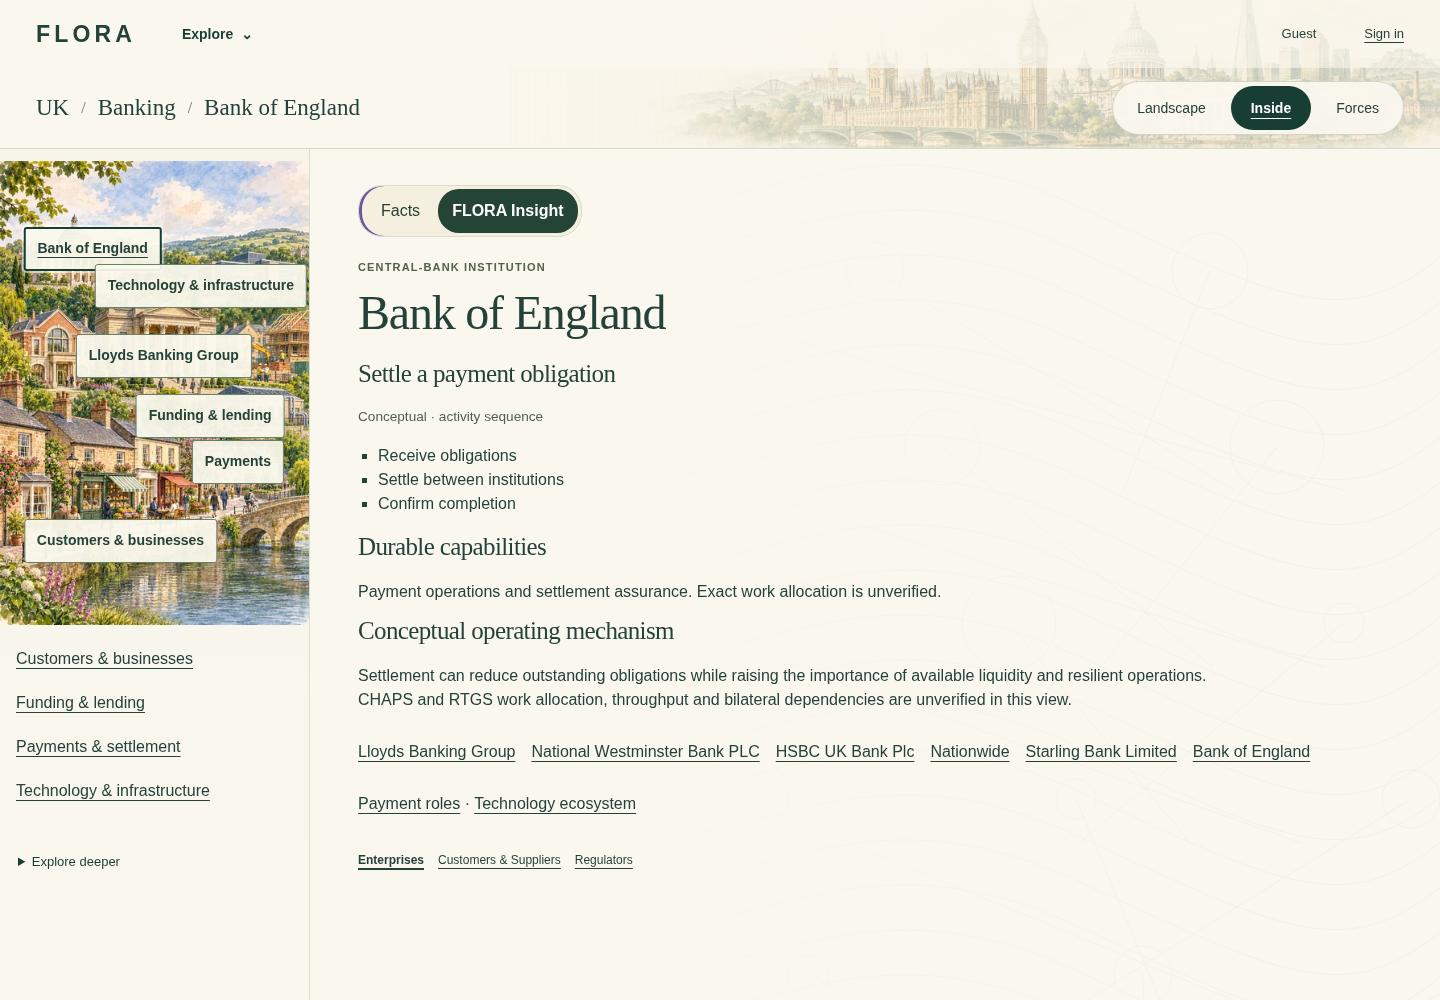 FLORA
Explore
Guest
Sign in
UK / Banking / Bank of England
Landscape
Inside
Forces
Bank of England
Technology & infrastructure
Lloyds Banking Group
Funding & lending
Payments
Customers & businesses
Customers & businesses
Funding & lending
Payments & settlement
Technology & infrastructure
Explore deeper
Facts
FLORA Insight
CENTRAL-BANK INSTITUTION
Bank of England
Settle a payment obligation
Conceptual · activity sequence
Receive obligations
Settle between institutions
Confirm completion
Durable capabilities
Payment operations and settlement assurance. Exact work allocation is unverified.
Conceptual operating mechanism
Settlement can reduce outstanding obligations while raising the importance of available liquidity and resilient operations.
CHAPS and RTGS work allocation, throughput and bilateral dependencies are unverified in this view.
Lloyds Banking Group National Westminster Bank PLC HSBC UK Bank Plc Nationwide Starling Bank Limited Bank of England
Payment roles · Technology ecosystem
Enterprises Customers & Suppliers Regulators